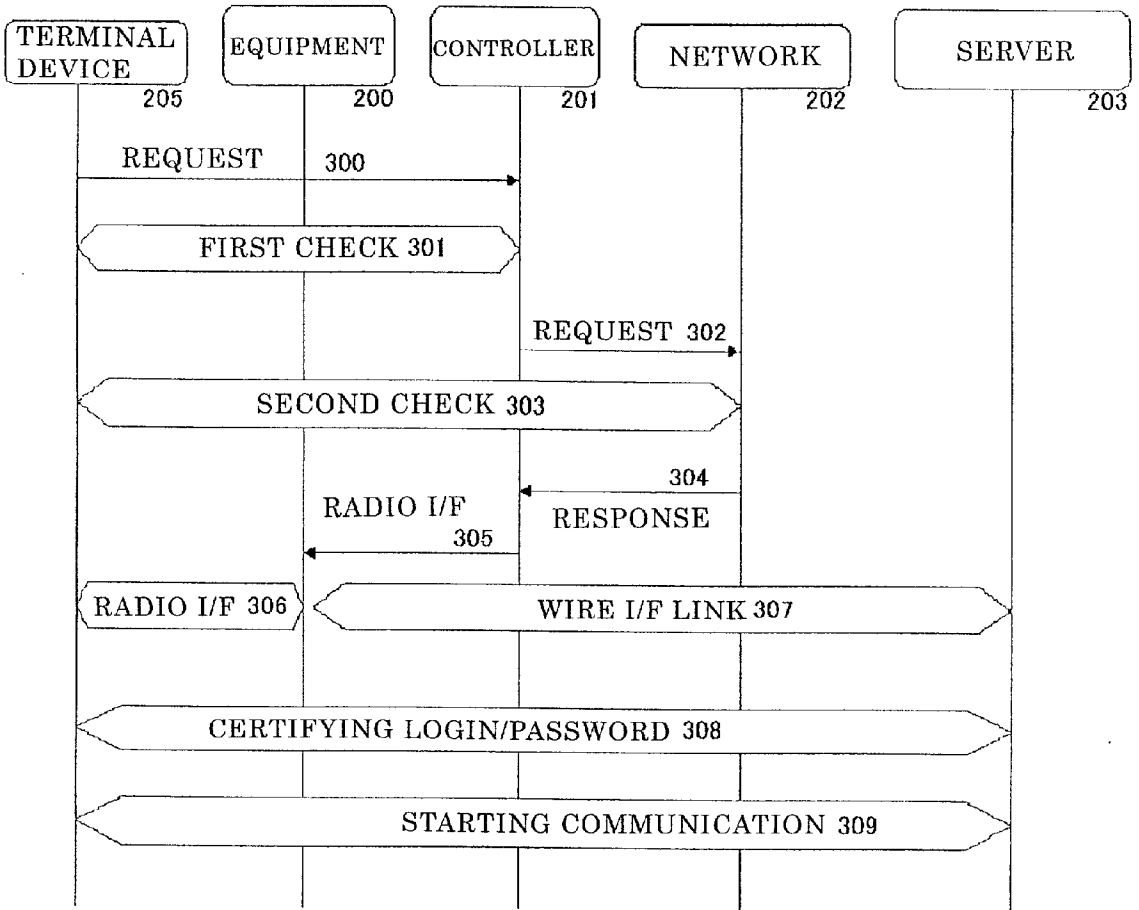 TERMINAL
DEVICE
EQUIPMENT
CONTROLLER
NETWORK
SERVER
205
200
201
202
203
REQUEST 300
FIRST CHECK 301
REQUEST 302
SECOND CHECK 303
304
RESPONSE
RADIO I/F
305
RADIO I/F 306
WIRE I/F LINK 307
CERTIFYING LOGIN/PASSWORD 308
STARTING COMMUNICATION 309